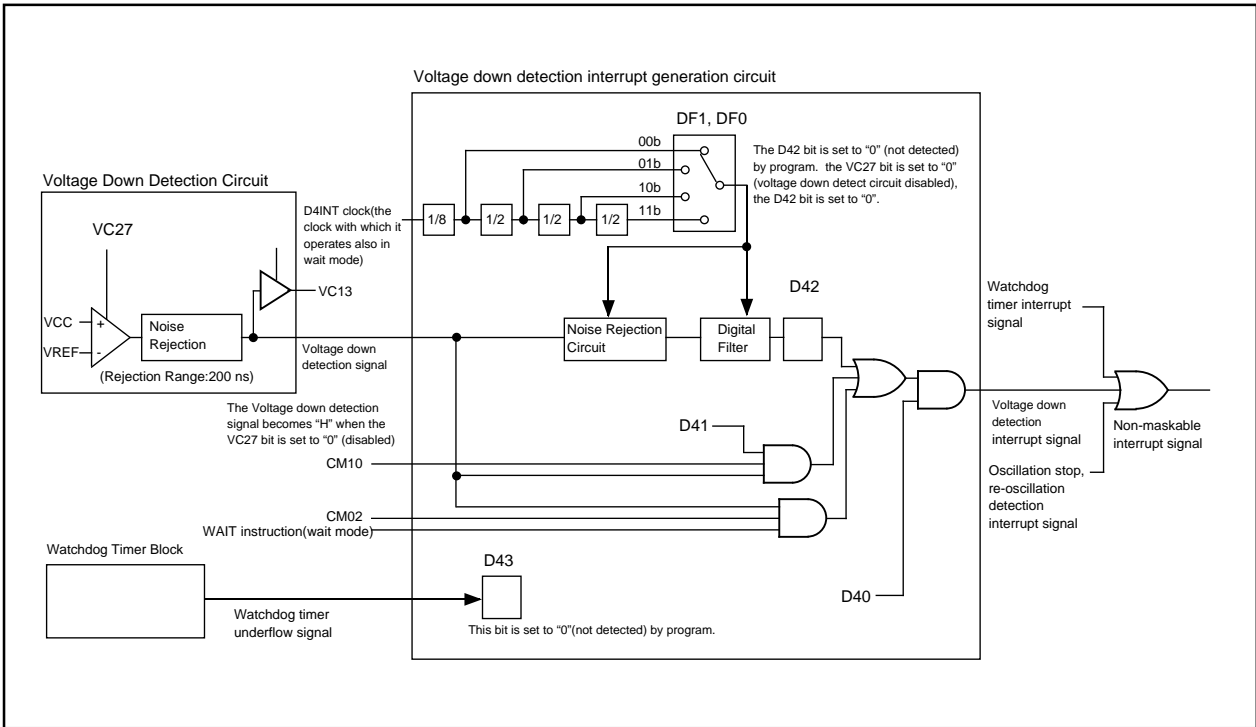 Voltage down detection interrupt generation circuit
DF1, DF0
00b
01b
10b
11b
The D42 bit is set to “0” (not detected)
by program.  the VC27 bit is set to “0”
(voltage down detect circuit disabled),
the D42 bit is set to “0”.
Voltage Down Detection Circuit
VC27
VCC
+
VREF
-
Noise
Rejection
(Rejection Range:200 ns)
VC13
D4INT clock(the
clock with which it
operates also in
wait mode)
1/8
1/2
1/2
1/2
Voltage down
detection signal
Noise Rejection
Circuit
Digital
Filter
D42
The Voltage down detection
signal becomes “H” when the
VC27 bit is set to “0” (disabled)
D41
CM10
CM02
WAIT instruction(wait mode)
D40
Watchdog
timer interrupt
signal
Voltage down
detection
interrupt signal
Non-maskable
interrupt signal
Oscillation stop,
re-oscillation
detection
interrupt signal
Watchdog Timer Block
Watchdog timer
underflow signal
D43
This bit is set to “0”(not detected) by program.